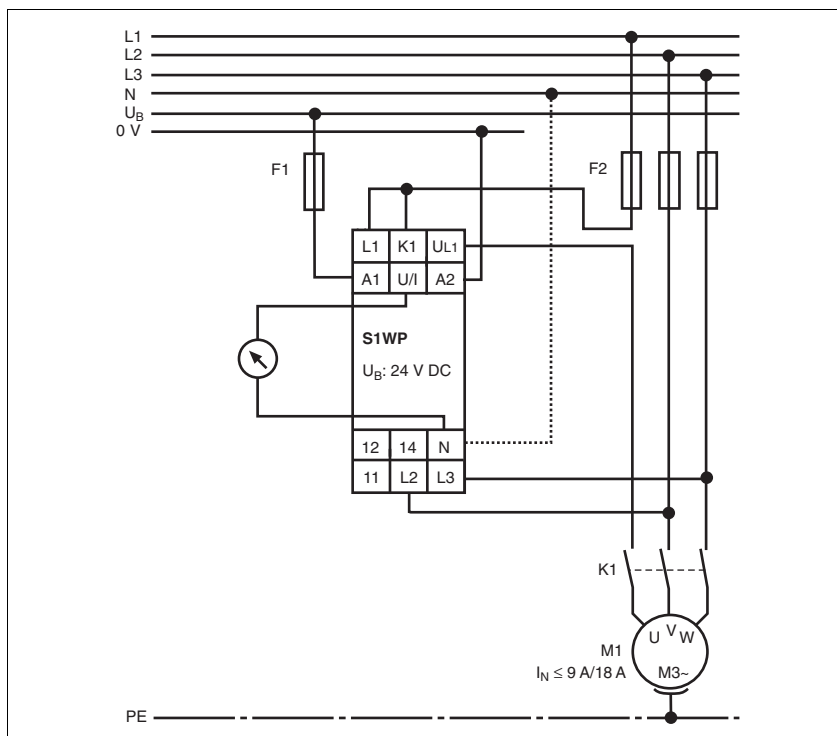 L1
L2
L3
N
UB
0 V
F1
F2
L1 K1 UL1
A1 U/I A2
S1WP
UB: 24 V DC
12 14 N
11 L2 L3
K1
U V W
M1
IN ≤ 9 A/18 A
M3~
PE